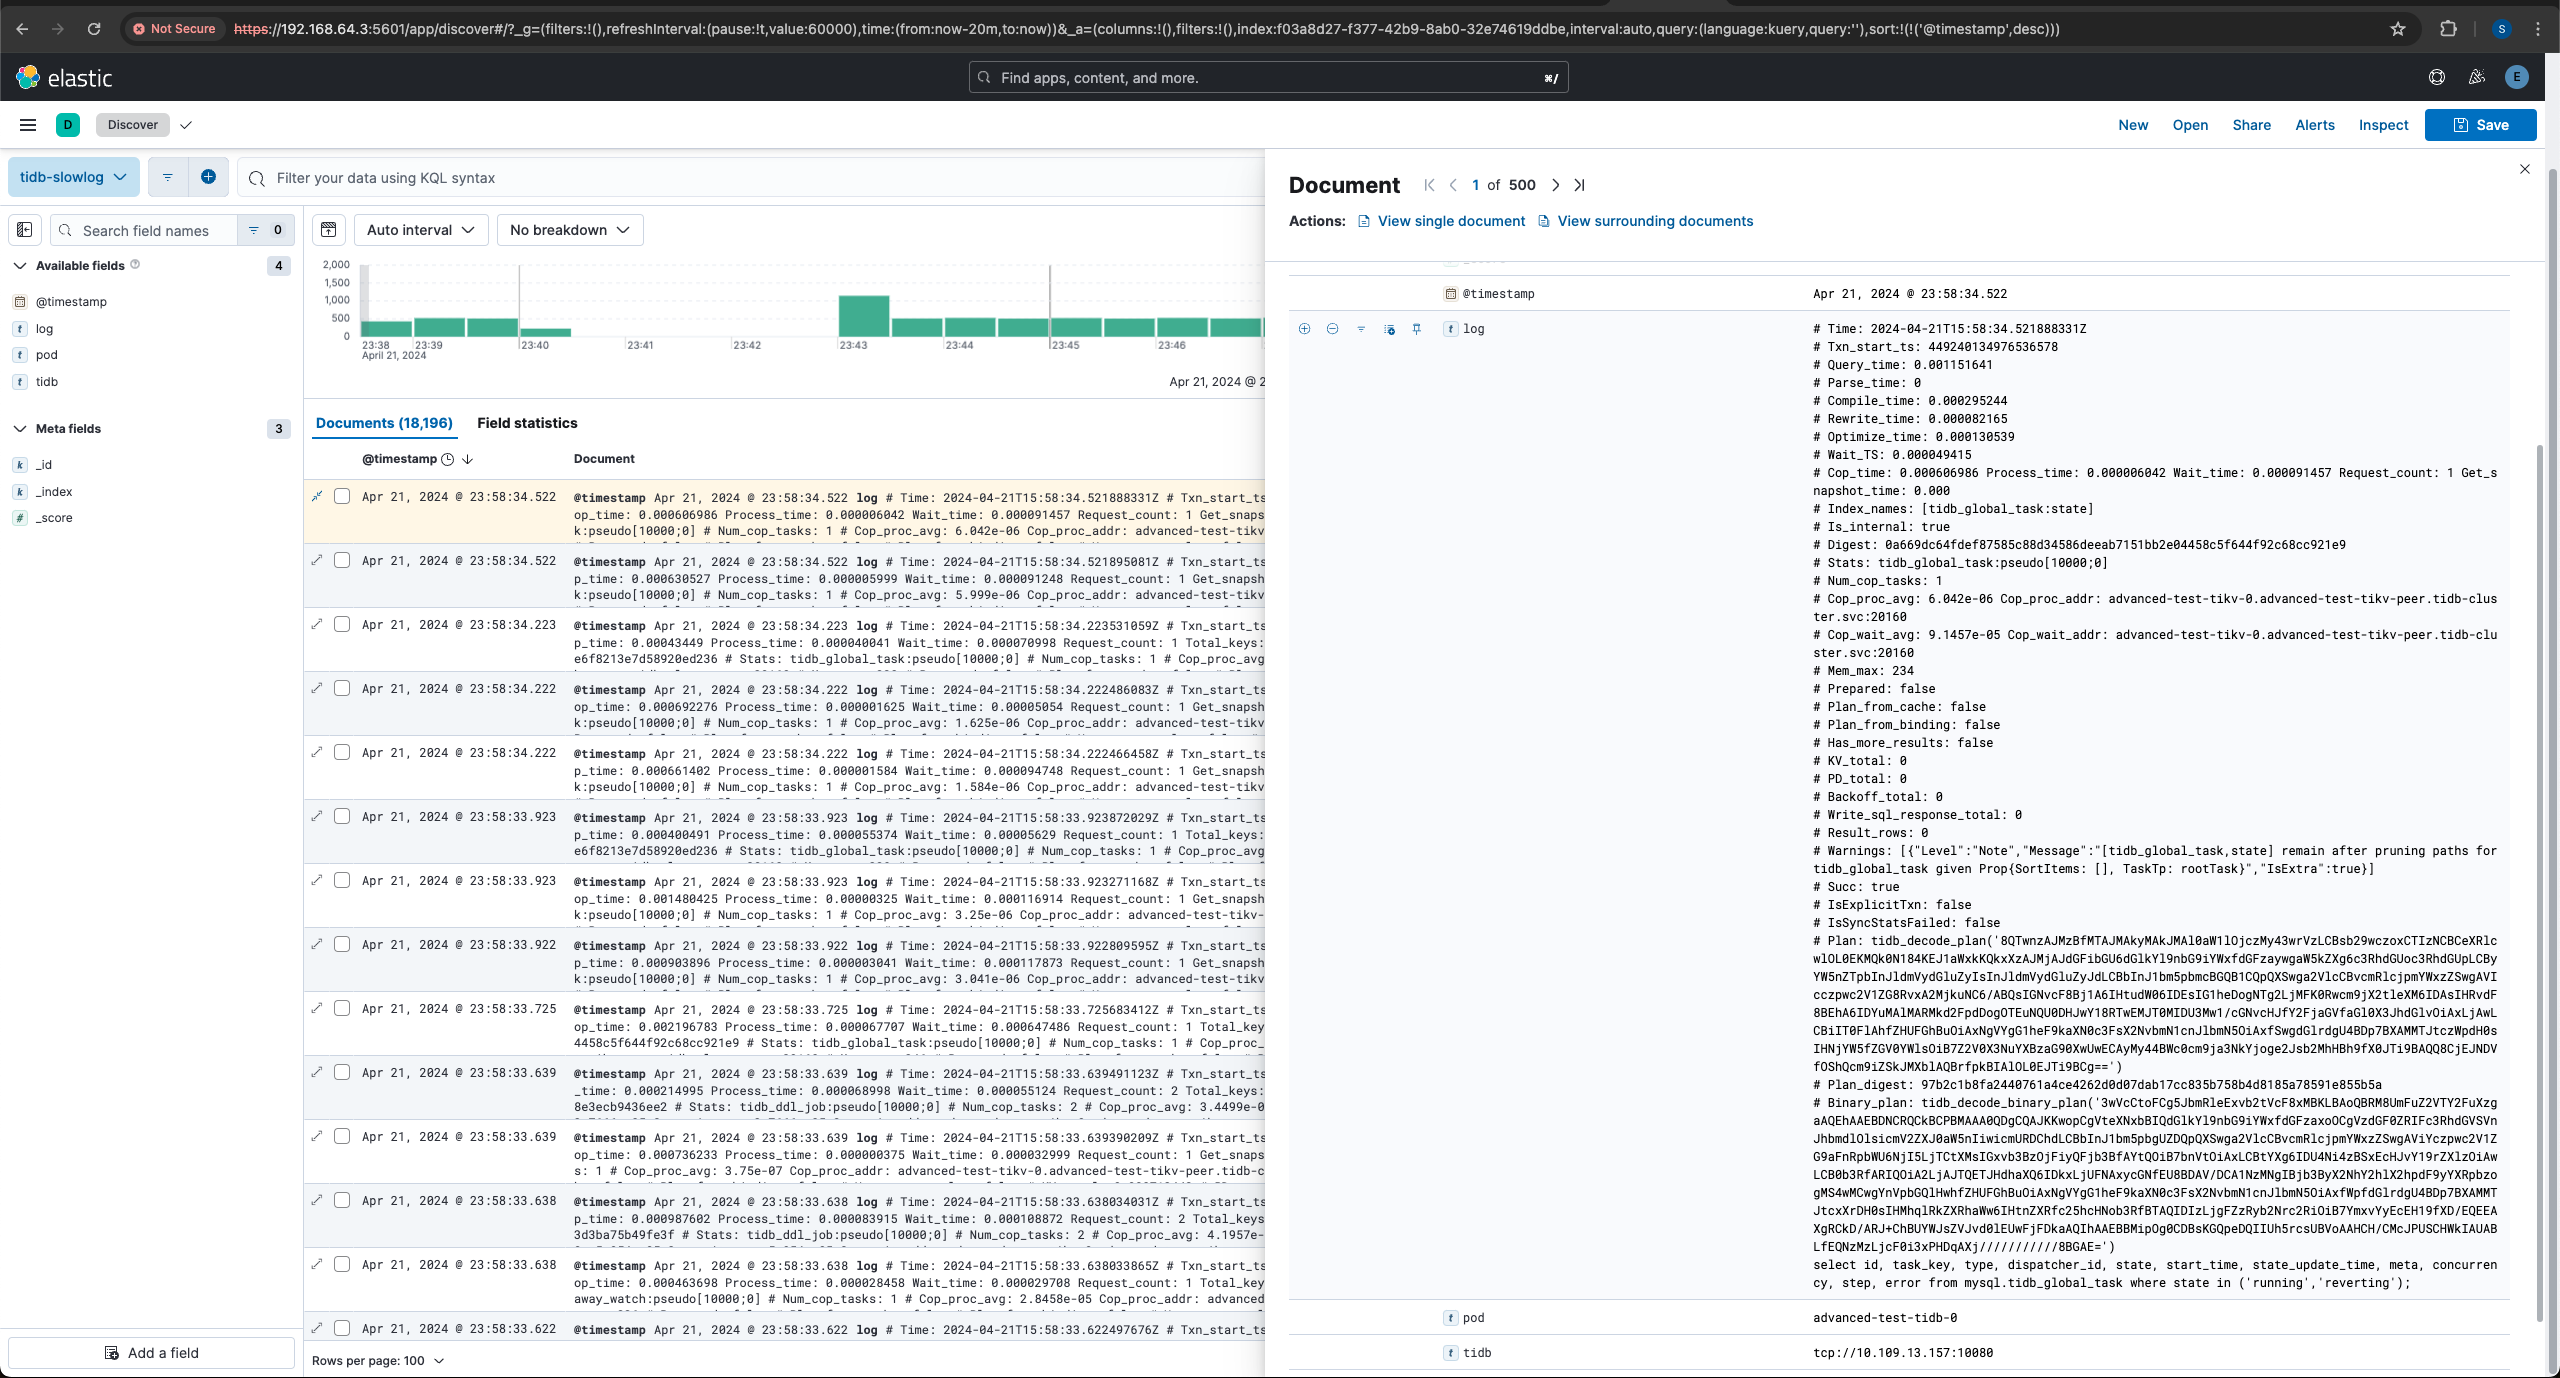 Not Secure https://192.168.64.3:5601/app/discover#/?_g=(filters:!(),refreshInterval:(pause:!t,value:60000),time:(from:now-20m,to:now))&_a=(columns:!(),filters:!(),index:f03a8d27-f377-42b9-8ab0-32e74619ddbe,interval:auto,query:(language:kuery,query:''),sort:!(!('@timestamp',desc)))
S
elastic
Find apps, content, and more.
⌘/
E
D
Discover
New Open Share Alerts Inspect Save
tidb-slowlog
Filter your data using KQL syntax
Search field names
0
Available fields
4
@timestamp
t log
t pod
t tidb
Meta fields
3
k _id
k _index
# _score
Add a field
Auto interval
No breakdown
2,000
1,500
1,000
500
0
23:38 23:39 23:40 23:41 23:42 23:43 23:44 23:45 23:46
April 21, 2024
Apr 21, 2024 @ 2
Documents (18,196)
Field statistics
@timestamp
Document
Apr 21, 2024 @ 23:58:34.522
@timestamp Apr 21, 2024 @ 23:58:34.522 log # Time: 2024-04-21T15:58:34.521888331Z # Txn_start_ts
op_time: 0.000606986 Process_time: 0.000006042 Wait_time: 0.000091457 Request_count: 1 Get_snaps
k:pseudo[10000;0] # Num_cop_tasks: 1 # Cop_proc_avg: 6.042e-06 Cop_proc_addr: advanced-test-tikv
Apr 21, 2024 @ 23:58:34.522
@timestamp Apr 21, 2024 @ 23:58:34.522 log # Time: 2024-04-21T15:58:34.521895081Z # Txn_start_ts
p_time: 0.000630527 Process_time: 0.000005999 Wait_time: 0.000091248 Request_count: 1 Get_snapsh
k:pseudo[10000;0] # Num_cop_tasks: 1 # Cop_proc_avg: 5.999e-06 Cop_proc_addr: advanced-test-tikv
Apr 21, 2024 @ 23:58:34.223
@timestamp Apr 21, 2024 @ 23:58:34.223 log # Time: 2024-04-21T15:58:34.223531059Z # Txn_start_ts
p_time: 0.00043449 Process_time: 0.000040041 Wait_time: 0.000070998 Request_count: 1 Total_keys:
e6f8213e7d58920ed236 # Stats: tidb_global_task:pseudo[10000;0] # Num_cop_tasks: 1 # Cop_proc_avg
Apr 21, 2024 @ 23:58:34.222
@timestamp Apr 21, 2024 @ 23:58:34.222 log # Time: 2024-04-21T15:58:34.222486083Z # Txn_start_ts
op_time: 0.000692276 Process_time: 0.000001625 Wait_time: 0.00005054 Request_count: 1 Get_snapsh
k:pseudo[10000;0] # Num_cop_tasks: 1 # Cop_proc_avg: 1.625e-06 Cop_proc_addr: advanced-test-tikv
Apr 21, 2024 @ 23:58:34.222
@timestamp Apr 21, 2024 @ 23:58:34.222 log # Time: 2024-04-21T15:58:34.222466458Z # Txn_start_ts
p_time: 0.000661402 Process_time: 0.000001584 Wait_time: 0.000094748 Request_count: 1 Get_snapsh
k:pseudo[10000;0] # Num_cop_tasks: 1 # Cop_proc_avg: 1.584e-06 Cop_proc_addr: advanced-test-tikv
Apr 21, 2024 @ 23:58:33.923
@timestamp Apr 21, 2024 @ 23:58:33.923 log # Time: 2024-04-21T15:58:33.923872029Z # Txn_start_ts
p_time: 0.000400491 Process_time: 0.000055374 Wait_time: 0.00005629 Request_count: 1 Total_keys:
e6f8213e7d58920ed236 # Stats: tidb_global_task:pseudo[10000;0] # Num_cop_tasks: 1 # Cop_proc_avg
Apr 21, 2024 @ 23:58:33.923
@timestamp Apr 21, 2024 @ 23:58:33.923 log # Time: 2024-04-21T15:58:33.923271168Z # Txn_start_ts
op_time: 0.001480425 Process_time: 0.00000325 Wait_time: 0.000116914 Request_count: 1 Get_snapsh
k:pseudo[10000;0] # Num_cop_tasks: 1 # Cop_proc_avg: 3.25e-06 Cop_proc_addr: advanced-test-tikv-
Apr 21, 2024 @ 23:58:33.922
@timestamp Apr 21, 2024 @ 23:58:33.922 log # Time: 2024-04-21T15:58:33.922809595Z # Txn_start_ts
p_time: 0.000903896 Process_time: 0.000003041 Wait_time: 0.000117873 Request_count: 1 Get_snapsh
k:pseudo[10000;0] # Num_cop_tasks: 1 # Cop_proc_avg: 3.041e-06 Cop_proc_addr: advanced-test-tikv
Apr 21, 2024 @ 23:58:33.725
@timestamp Apr 21, 2024 @ 23:58:33.725 log # Time: 2024-04-21T15:58:33.725683412Z # Txn_start_ts
op_time: 0.002196783 Process_time: 0.000067707 Wait_time: 0.000647486 Request_count: 1 Total_key
4458c5f644f92c68cc921e9 # Stats: tidb_global_task:pseudo[10000;0] # Num_cop_tasks: 1 # Cop_proc_
Apr 21, 2024 @ 23:58:33.639
@timestamp Apr 21, 2024 @ 23:58:33.639 log # Time: 2024-04-21T15:58:33.639491123Z # Txn_start_ts
_time: 0.000214995 Process_time: 0.000068998 Wait_time: 0.000055124 Request_count: 2 Total_keys:
8e3ecb9436ee2 # Stats: tidb_ddl_job:pseudo[10000;0] # Num_cop_tasks: 2 # Cop_proc_avg: 3.4499e-0
Apr 21, 2024 @ 23:58:33.639
@timestamp Apr 21, 2024 @ 23:58:33.639 log # Time: 2024-04-21T15:58:33.639390209Z # Txn_start_ts
op_time: 0.000736233 Process_time: 0.000000375 Wait_time: 0.000032999 Request_count: 1 Get_snaps
s: 1 # Cop_proc_avg: 3.75e-07 Cop_proc_addr: advanced-test-tikv-0.advanced-test-tikv-peer.tidb-c
Apr 21, 2024 @ 23:58:33.638
@timestamp Apr 21, 2024 @ 23:58:33.638 log # Time: 2024-04-21T15:58:33.638034031Z # Txn_start_ts
p_time: 0.000987602 Process_time: 0.000083915 Wait_time: 0.000108872 Request_count: 2 Total_keys
3d3ba75b49fe3f # Stats: tidb_ddl_job:pseudo[10000;0] # Num_cop_tasks: 2 # Cop_proc_avg: 4.1957e-
Apr 21, 2024 @ 23:58:33.638
@timestamp Apr 21, 2024 @ 23:58:33.638 log # Time: 2024-04-21T15:58:33.638033865Z # Txn_start_ts
op_time: 0.000463698 Process_time: 0.000028458 Wait_time: 0.000029708 Request_count: 1 Total_key
away_watch:pseudo[10000;0] # Num_cop_tasks: 1 # Cop_proc_avg: 2.8458e-05 Cop_proc_addr: advanced
Apr 21, 2024 @ 23:58:33.622
@timestamp Apr 21, 2024 @ 23:58:33.622 log # Time: 2024-04-21T15:58:33.622497676Z # Txn_start_ts
Rows per page: 100
Document
1 of 500
Actions: View single document View surrounding documents
@timestamp
Apr 21, 2024 @ 23:58:34.522
t log
# Time: 2024-04-21T15:58:34.521888331Z
# Txn_start_ts: 449240134976536578
# Query_time: 0.001151641
# Parse_time: 0
# Compile_time: 0.000295244
# Rewrite_time: 0.000082165
# Optimize_time: 0.000130539
# Wait_TS: 0.000049415
# Cop_time: 0.000606986 Process_time: 0.000006042 Wait_time: 0.000091457 Request_count: 1 Get_s
napshot_time: 0.000
# Index_names: [tidb_global_task:state]
# Is_internal: true
# Digest: 0a669dc64fdef87585c88d34586deeab7151bb2e04458c5f644f92c68cc921e9
# Stats: tidb_global_task:pseudo[10000;0]
# Num_cop_tasks: 1
# Cop_proc_avg: 6.042e-06 Cop_proc_addr: advanced-test-tikv-0.advanced-test-tikv-peer.tidb-clus
ter.svc:20160
# Cop_wait_avg: 9.1457e-05 Cop_wait_addr: advanced-test-tikv-0.advanced-test-tikv-peer.tidb-clu
ster.svc:20160
# Mem_max: 234
# Prepared: false
# Plan_from_cache: false
# Plan_from_binding: false
# Has_more_results: false
# KV_total: 0
# PD_total: 0
# Backoff_total: 0
# Write_sql_response_total: 0
# Result_rows: 0
# Warnings: [{"Level":"Note","Message":"[tidb_global_task,state] remain after pruning paths for
tidb_global_task given Prop{SortItems: [], TaskTp: rootTask}","IsExtra":true}]
# Succ: true
# IsExplicitTxn: false
# IsSyncStatsFailed: false
# Plan: tidb_decode_plan('
# Plan_digest: 97b2c1b8fa2440761a4ce4262d0d07dab17cc835b758b4d8185a78591e855b5a
# Binary_plan: tidb_decode_binary_plan('
select id, task_key, type, dispatcher_id, state, start_time, state_update_time, meta, concurren
cy, step, error from mysql.tidb_global_task where state in ('running','reverting');
t pod
advanced-test-tidb-0
t tidb
tcp://10.109.13.157:10080